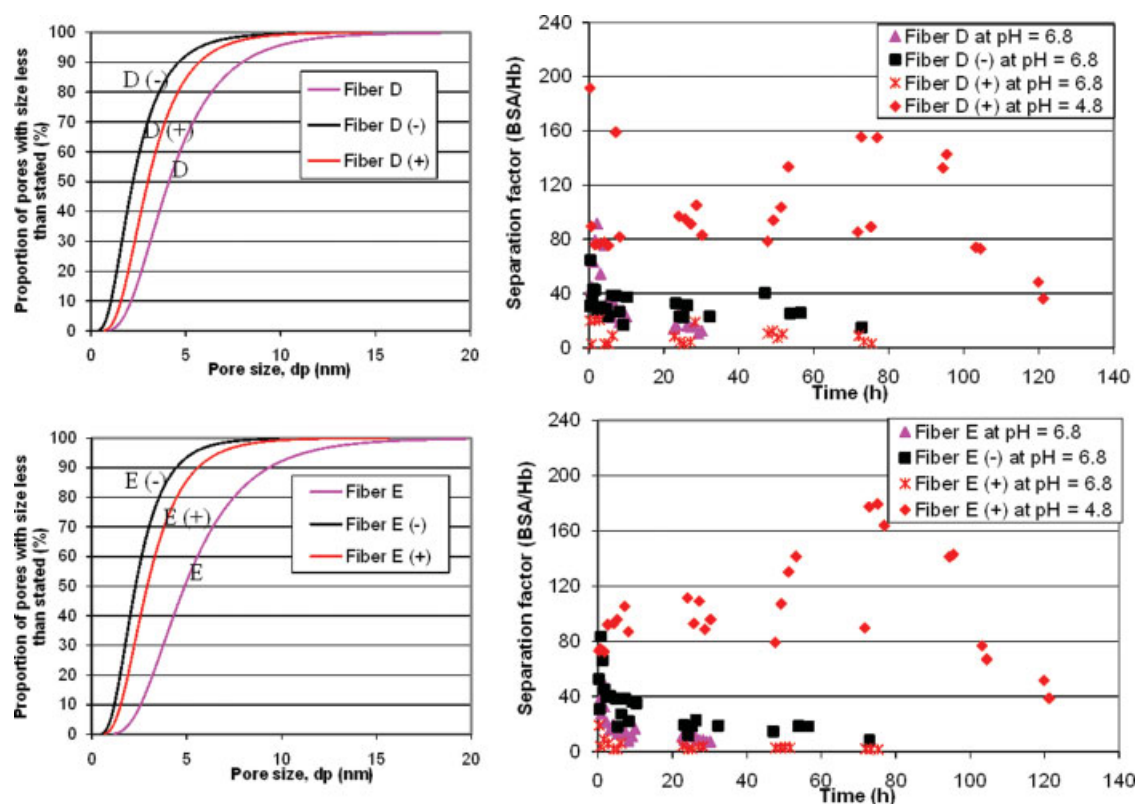 Proportion of pores with size less
than stated (%)
100
90
80
70
60
50
40
30
20
10
0
D (-)
D (+)
D
Fiber D
Fiber D (-)
Fiber D (+)
0 5 10 15 20
Pore size, dp (nm)
Separation factor (BSA/Hb)
240
200
160
120
80
40
0
Fiber D at pH = 6.8
Fiber D (-) at pH = 6.8
Fiber D (+) at pH = 6.8
Fiber D (+) at pH = 4.8
0 20 40 60 80 100 120 140
Time (h)
Proportion of pores with size less
than stated (%)
100
90
80
70
60
50
40
30
20
10
0
E (-)
E (+)
E
Fiber E
Fiber E (-)
Fiber E (+)
0 5 10 15 20
Pore size, dp (nm)
Separation factor (BSA/Hb)
240
200
160
120
80
40
0
Fiber E at pH = 6.8
Fiber E (-) at pH = 6.8
Fiber E (+) at pH = 6.8
Fiber E (+) at pH = 4.8
0 20 40 60 80 100 120 140
Time (h)